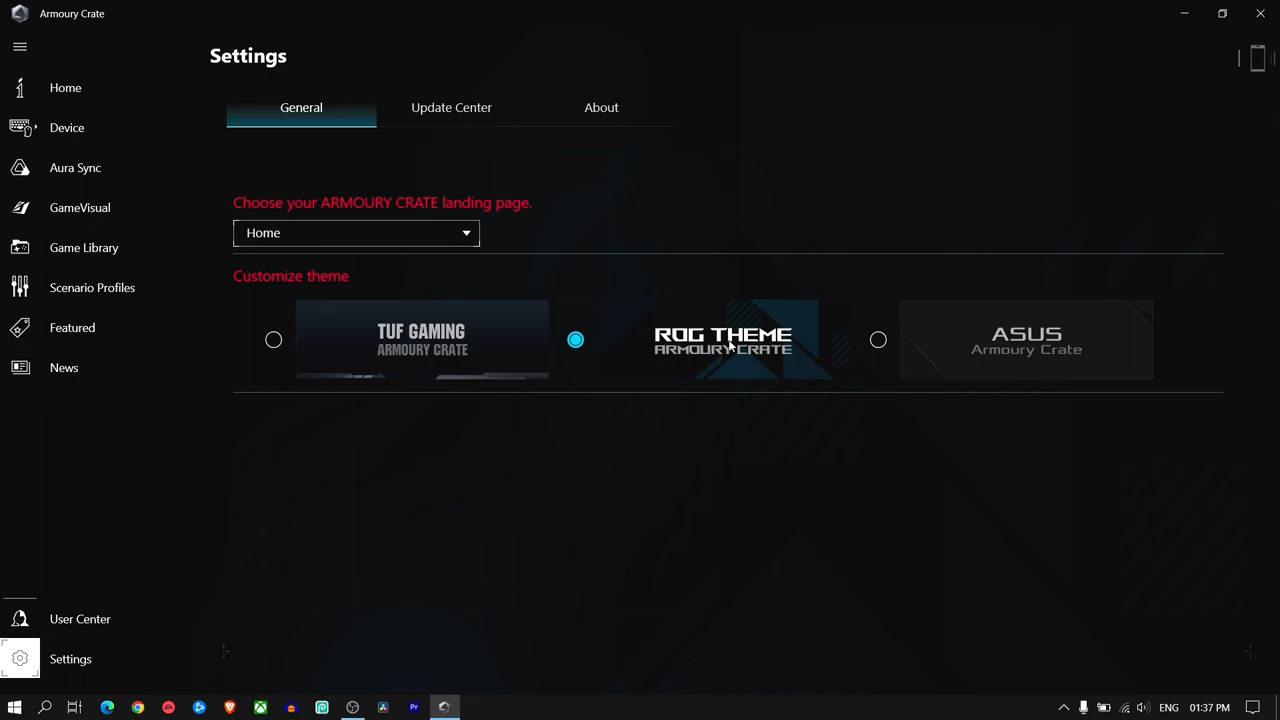 Armoury Crate
Settings
Home
Device
Aura Sync
GameVisual
Game Library
Scenario Profiles
Featured
News
User Center
Settings
General
Update Center
About
Choose your ARMOURY CRATE landing page.
Home
Customize theme
TUF GAMING
ARMOURY CRATE
ROG THEME
ARMOURY CRATE
ASUS
Armoury Crate
Pr
ENG
01:37 PM